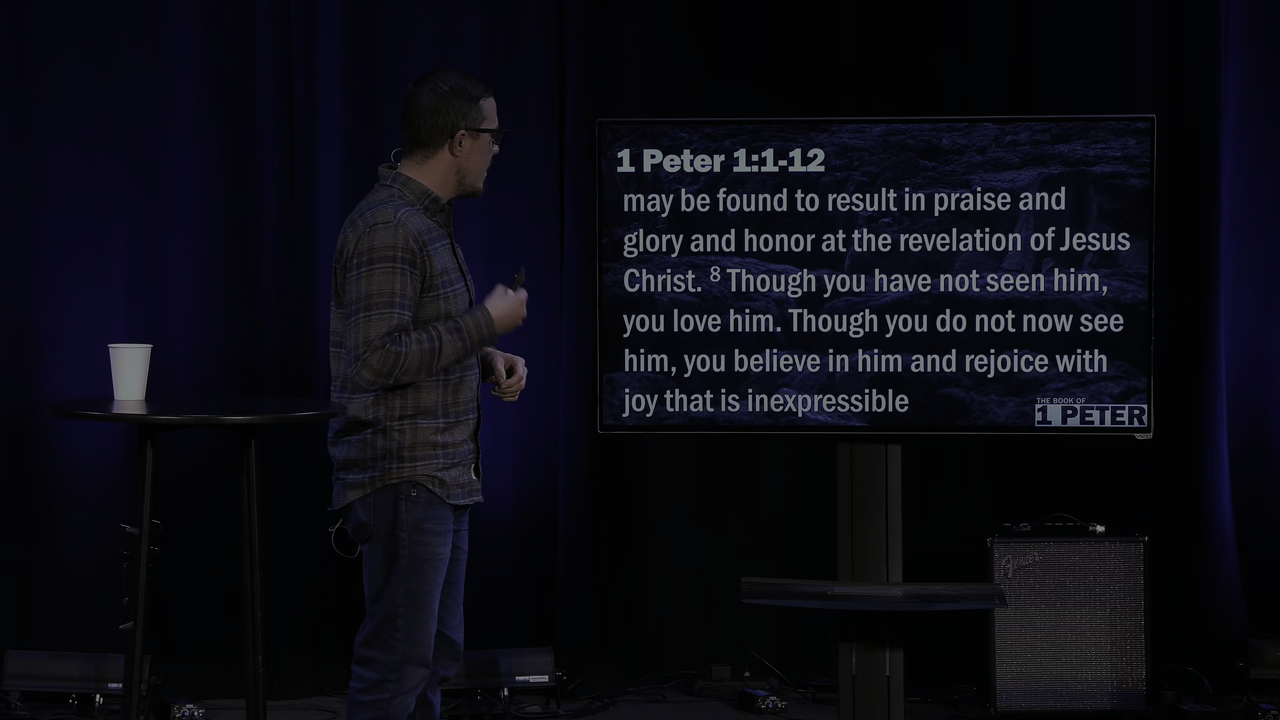 1 Peter 1:1-12
may be found to result in praise and
glory and honor at the revelation of Jesus
Christ. ⁸ Though you have not seen him,
you love him. Though you do not now see
him, you believe in him and rejoice with
joy that is inexpressible
THE BOOK OF
1 PETER
Fender